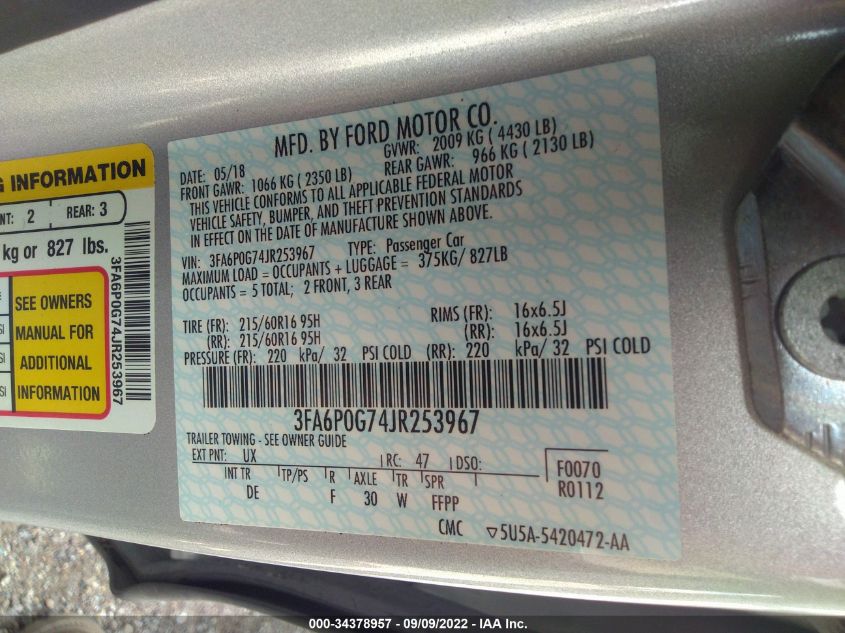 G INFORMATION
NT: 2 REAR: 3
kg or 827 lbs.
SEE OWNERS
MANUAL FOR
ADDITIONAL
INFORMATION
3FA6P0G74JR253967
MFD. BY FORD MOTOR CO.
DATE: 05/18 GVWR: 2009 KG ( 4430 LB)
FRONT GAWR: 1066 KG ( 2350 LB) REAR GAWR: 966 KG ( 2130 LB)
THIS VEHICLE CONFORMS TO ALL APPLICABLE FEDERAL MOTOR
VEHICLE SAFETY, BUMPER, AND THEFT PREVENTION STANDARDS
IN EFFECT ON THE DATE OF MANUFACTURE SHOWN ABOVE.
VIN: 3FA6P0G74JR253967 TYPE: Passenger Car
MAXIMUM LOAD = OCCUPANTS + LUGGAGE = 375KG/ 827LB
OCCUPANTS = 5 TOTAL; 2 FRONT, 3 REAR
TIRE (FR): 215/60R16 95H RIMS (FR): 16x6.5J
(RR): 215/60R16 95H (RR): 16x6.5J
PRESSURE (FR): 220 kPa/ 32 PSI COLD (RR): 220 kPa/ 32 PSI COLD
3FA6P0G74JR253967
TRAILER TOWING - SEE OWNER GUIDE
EXT PNT: UX RC: 47 DSO: F0070
INT TR TP/PS R AXLE TR SPR R0112
DE F 30 W FFPP
CMC 5U5A-5420472-AA
000-34378957 - 09/09/2022 - IAA Inc.